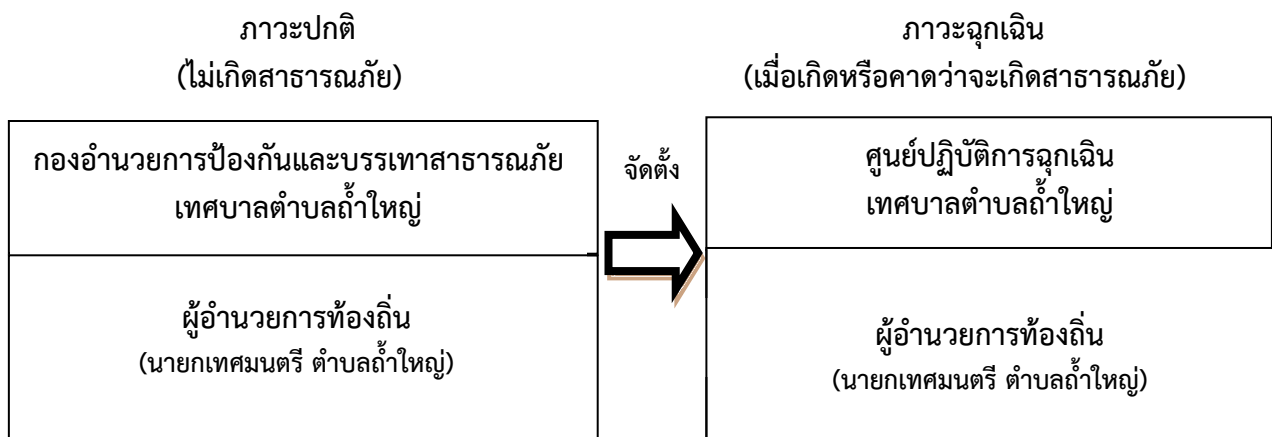 ภาวะปกติ
(ไม่เกิดสาธารณภัย)
กองอำนวยการป้องกันและบรรเทาสาธารณภัย
เทศบาลตำบลถ้ำใหญ่
ผู้อำนวยการท้องถิ่น
(นายกเทศมนตรี ตำบลถ้ำใหญ่)
จัดตั้ง
ภาวะฉุกเฉิน
(เมื่อเกิดหรือคาดว่าจะเกิดสาธารณภัย)
ศูนย์ปฏิบัติการฉุกเฉิน
เทศบาลตำบลถ้ำใหญ่
ผู้อำนวยการท้องถิ่น
(นายกเทศมนตรี ตำบลถ้ำใหญ่)